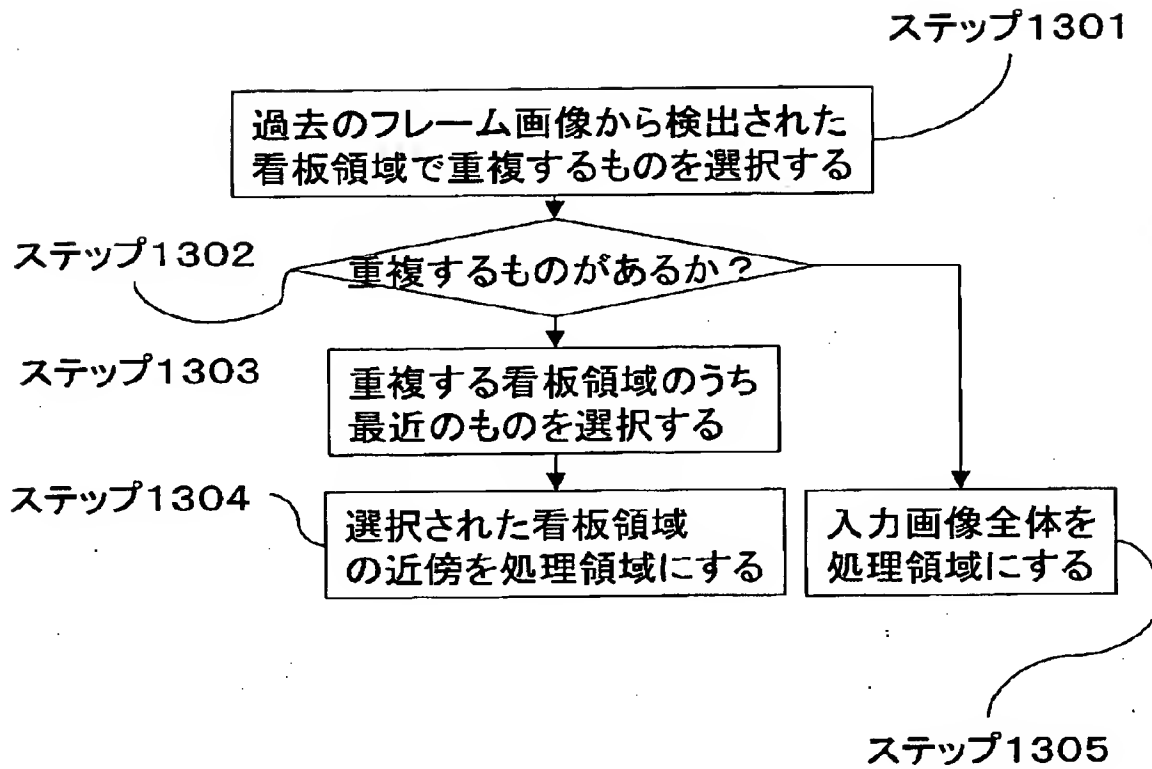 ステップ1301
過去のフレーム画像から検出された
看板領域で重複するものを選択する
ステップ1302
重複するものがあるか?
ステップ1303
重複する看板領域のうち
最近のものを選択する
ステップ1304
選択された看板領域
の近傍を処理領域にする
入力画像全体を
処理領域にする
ステップ1305